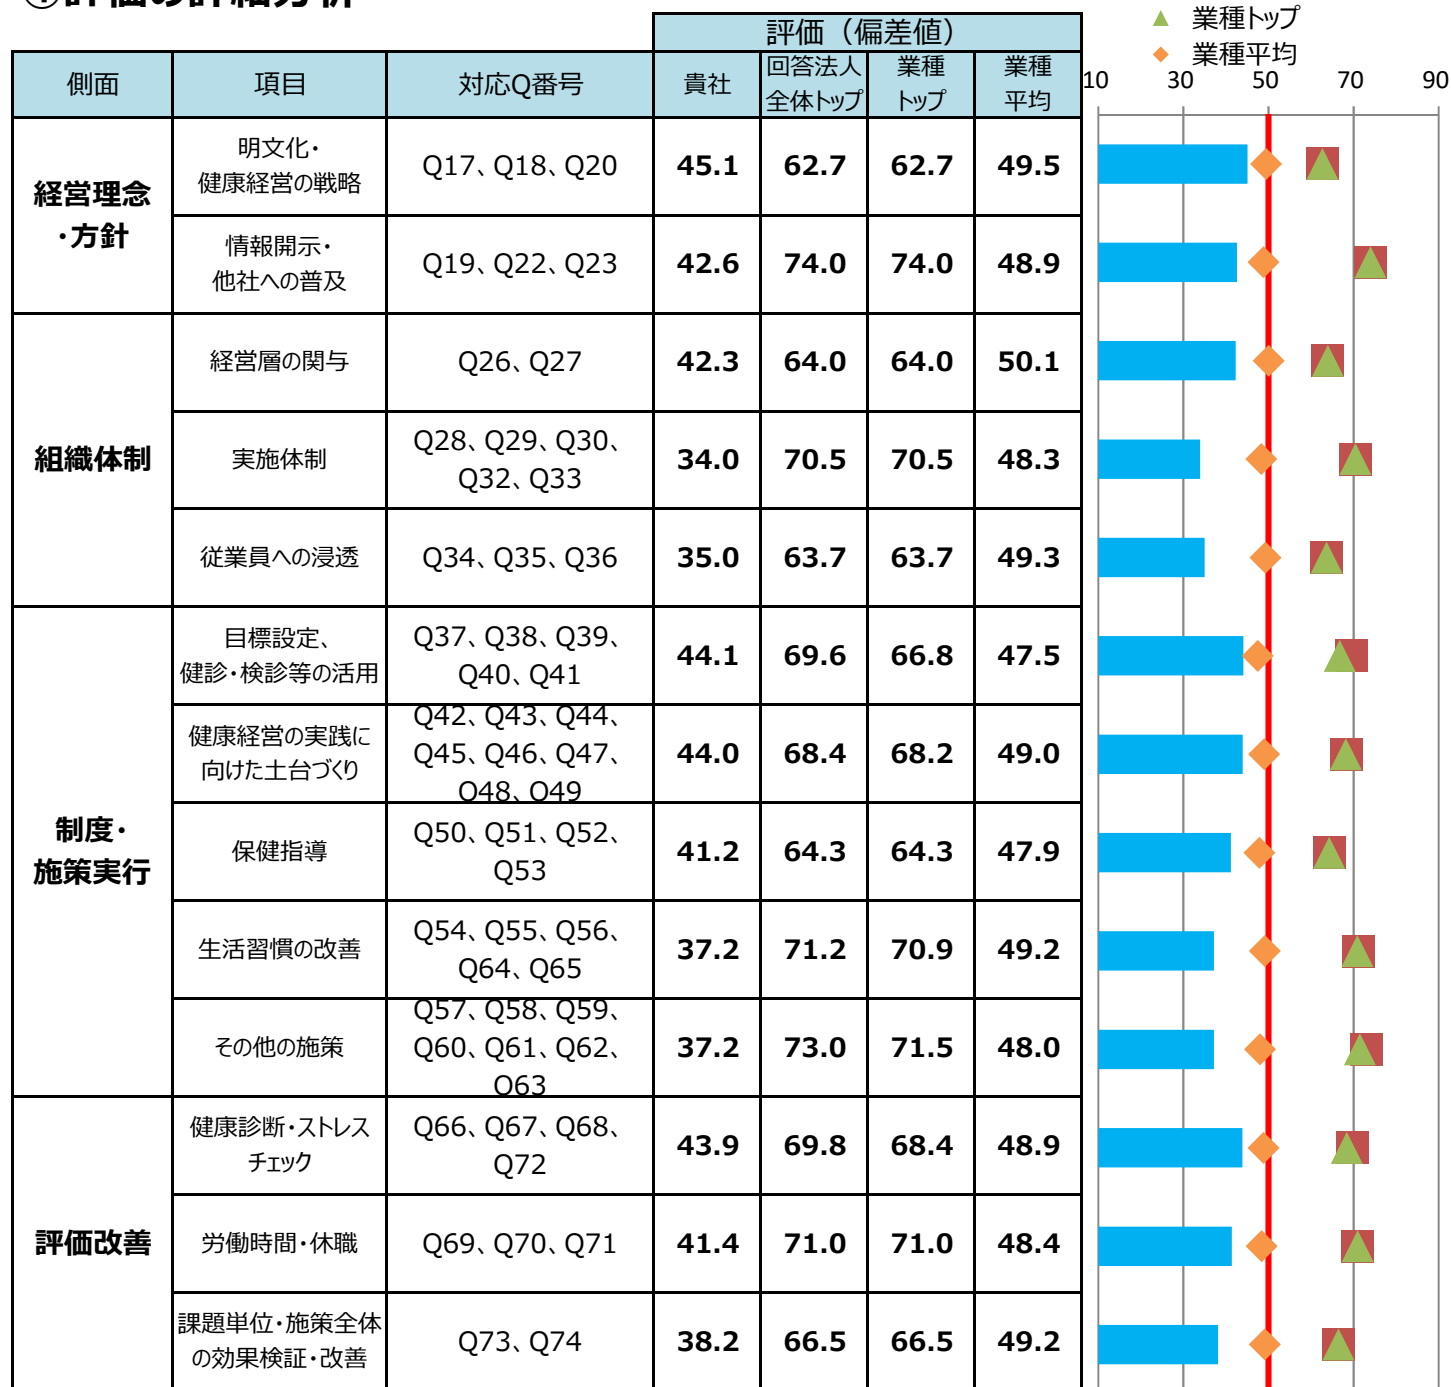 ①評価の詳細分析
▲ 業種トップ
◆ 業種平均
評価（偏差値）
側面 項目 対応Q番号 貴社 回答法人 業種 業種
全体トップ トップ 平均
10 30 50 70 90
経営理念
・方針
明文化・
健康経営の戦略
Q17、Q18、Q20 45.1 62.7 62.7 49.5
情報開示・
他社への普及
Q19、Q22、Q23 42.6 74.0 74.0 48.9
組織体制
経営層の関与 Q26、Q27 42.3 64.0 64.0 50.1
実施体制
Q28、Q29、Q30、
Q32、Q33
34.0 70.5 70.5 48.3
従業員への浸透 Q34、Q35、Q36 35.0 63.7 63.7 49.3
制度・
施策実行
目標設定、
健診・検診等の活用
Q37、Q38、Q39、
Q40、Q41
44.1 69.6 66.8 47.5
健康経営の実践に
向けた土台づくり
Q42、Q43、Q44、
Q45、Q46、Q47、
Q48、Q49
44.0 68.4 68.2 49.0
保健指導
Q50、Q51、Q52、
Q53
41.2 64.3 64.3 47.9
生活習慣の改善
Q54、Q55、Q56、
Q64、Q65
37.2 71.2 70.9 49.2
その他の施策
Q57、Q58、Q59、
Q60、Q61、Q62、
Q63
37.2 73.0 71.5 48.0
評価改善
健康診断・ストレス
チェック
Q66、Q67、Q68、
Q72
43.9 69.8 68.4 48.9
労働時間・休職 Q69、Q70、Q71 41.4 71.0 71.0 48.4
課題単位・施策全体
の効果検証・改善
Q73、Q74 38.2 66.5 66.5 49.2